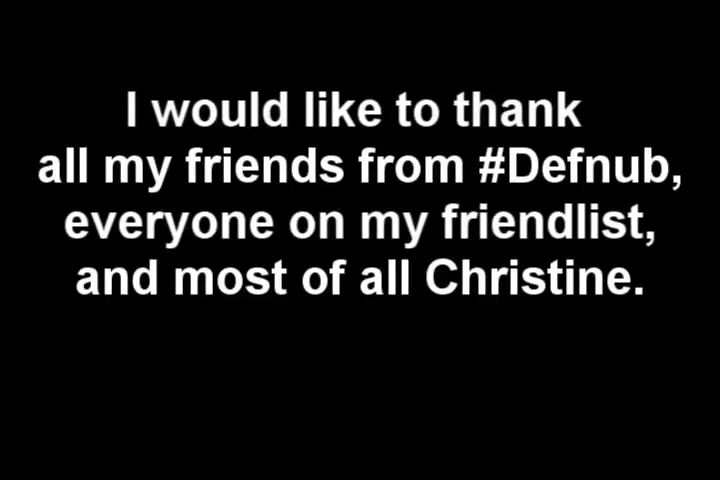 I would like to thank
all my friends from #Defnub,
everyone on my friendlist,
and most of all Christine.